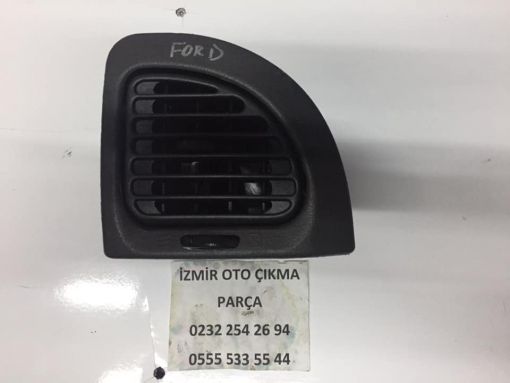 FORD
İZMİR OTO ÇIKMA
PARÇA
0232 254 26 94
0555 533 55 44